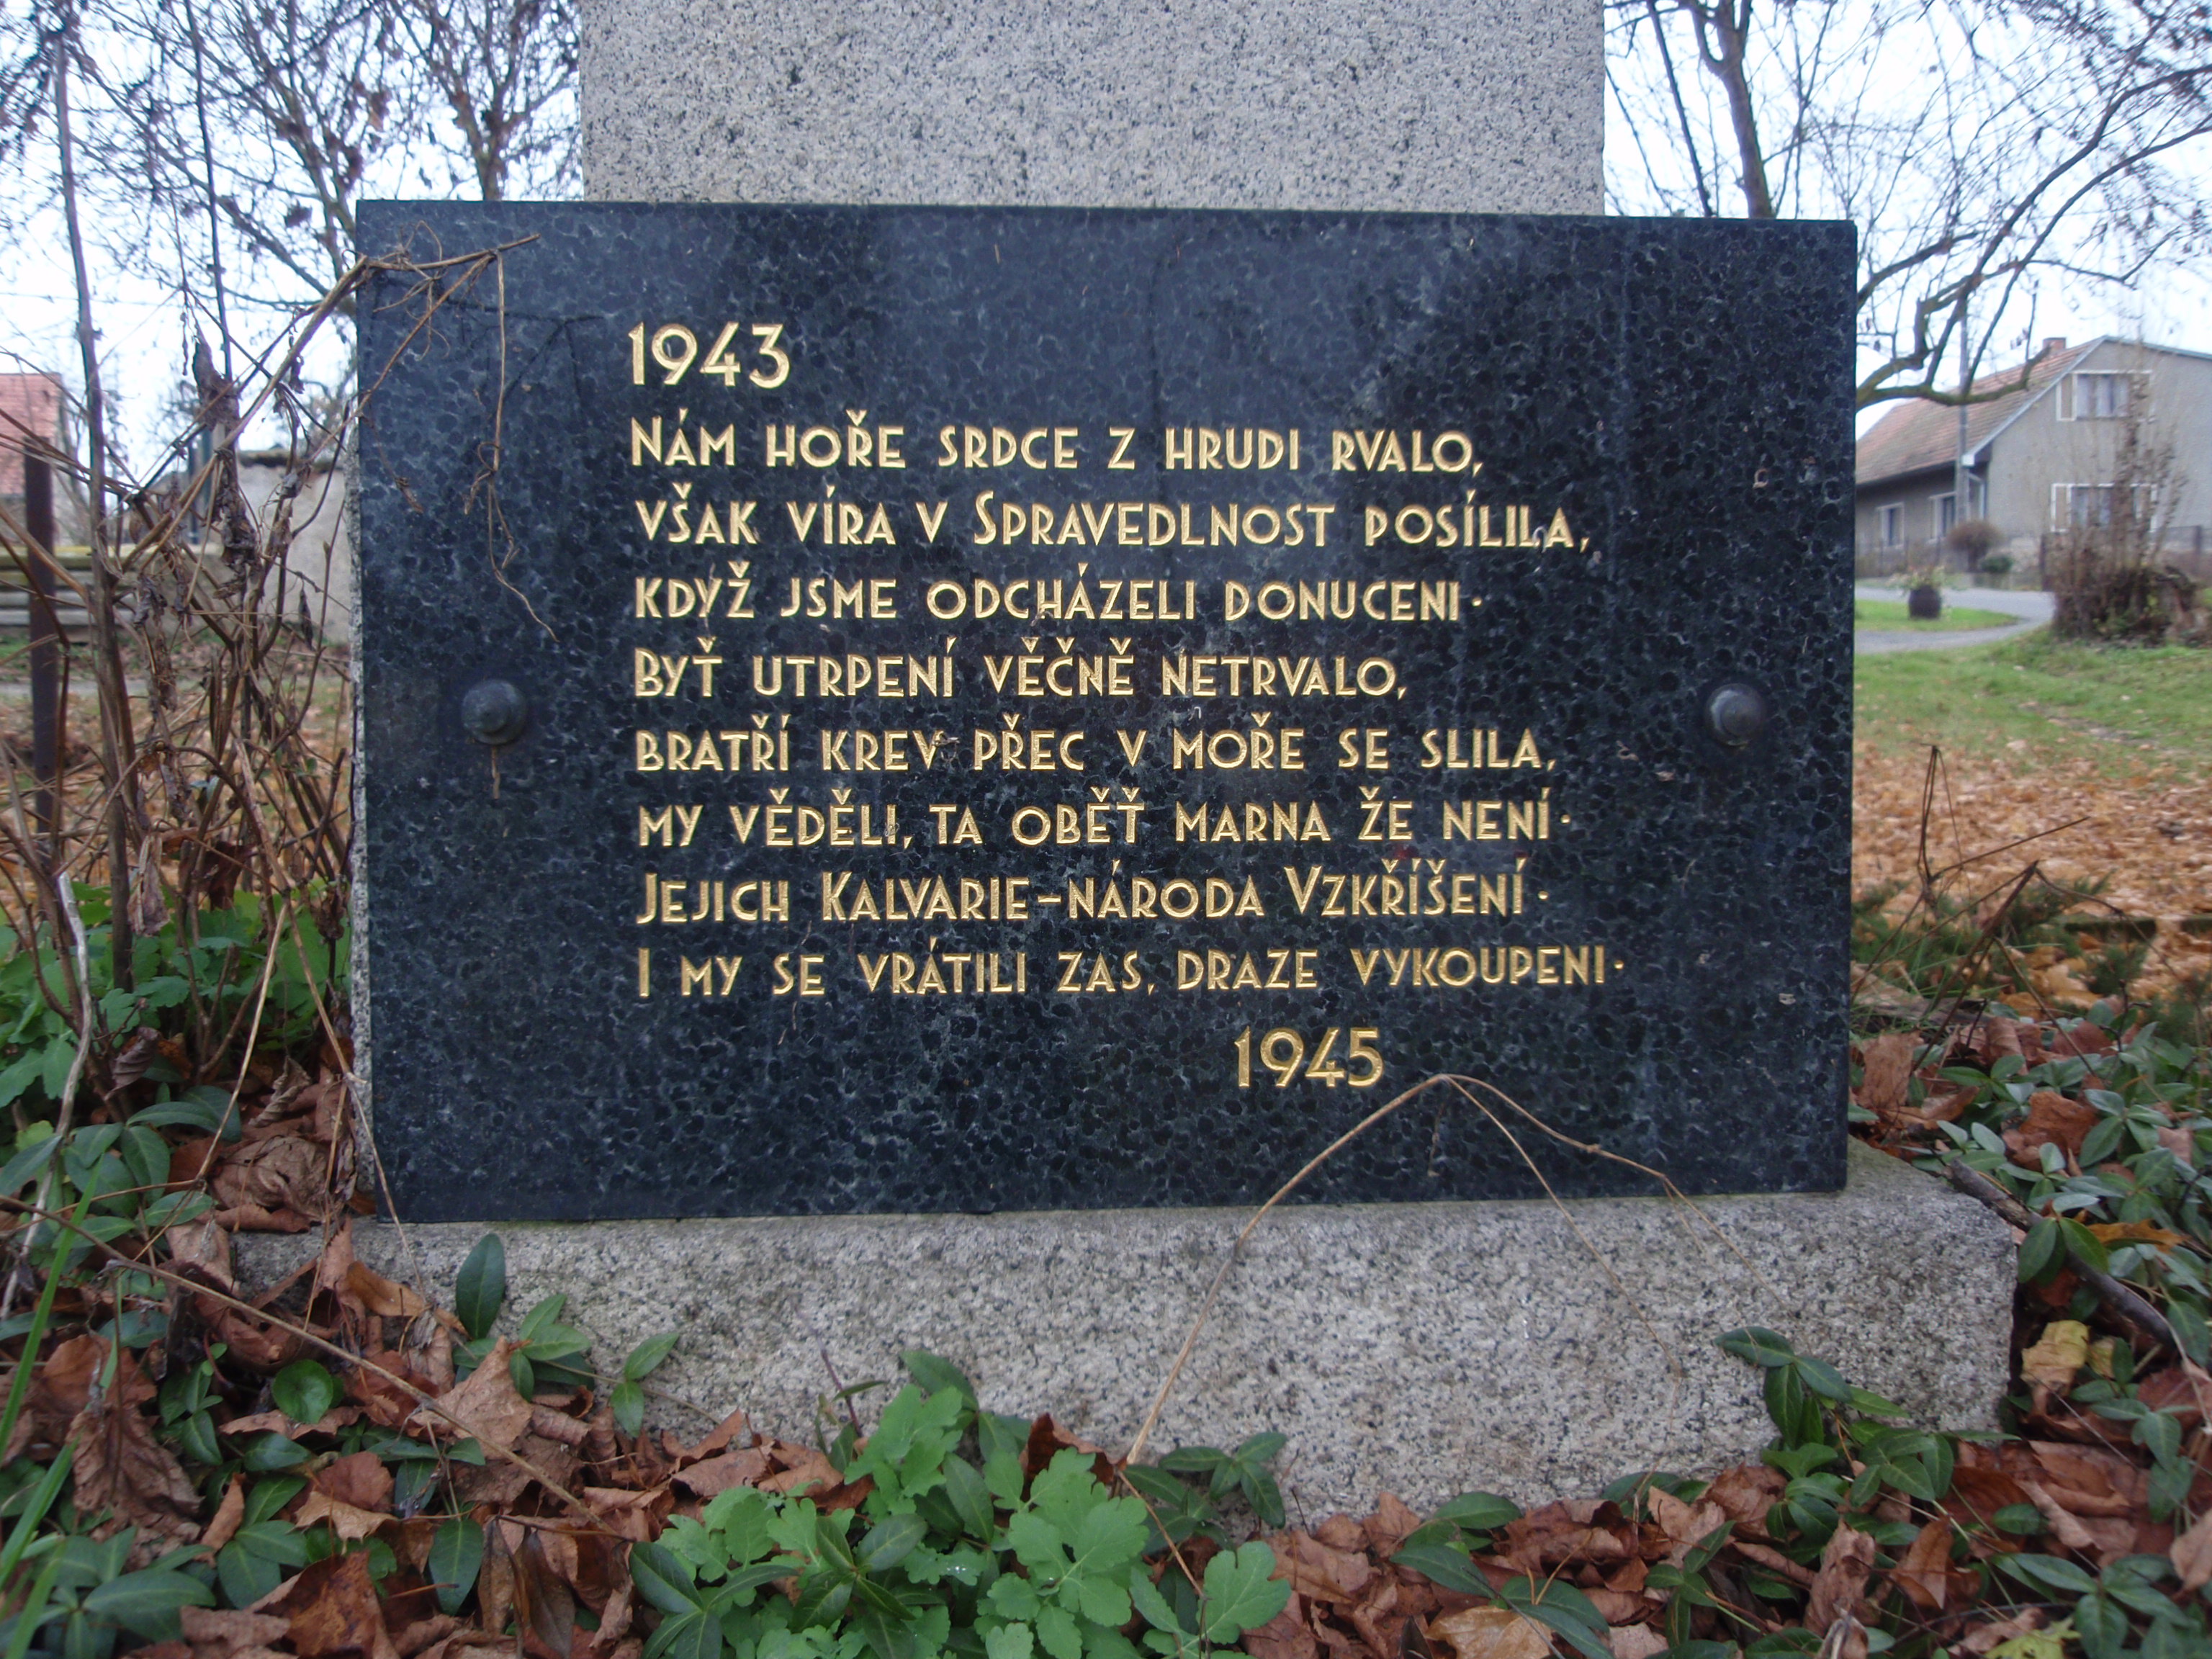 1943
NÁM HOŘE SRDCE Z HRUDI RVALO,
VŠAK VÍRA V SPRAVEDLNOST POSÍLILA,
KDYŽ JSME ODCHÁZELI DONUCENI·
BYŤ UTRPENÍ VĚČNĚ NETRVALO,
BRATŘÍ KREV PŘEC V MOŘE SE SLILA,
MY VĚDĚLI, TA OBĚŤ MARNA ŽE NENÍ·
JEJICH KALVARIE-NÁRODA VZKŘÍŠENÍ·
I MY SE VRÁTILI ZAS, DRAZE VYKOUPENI·
1945